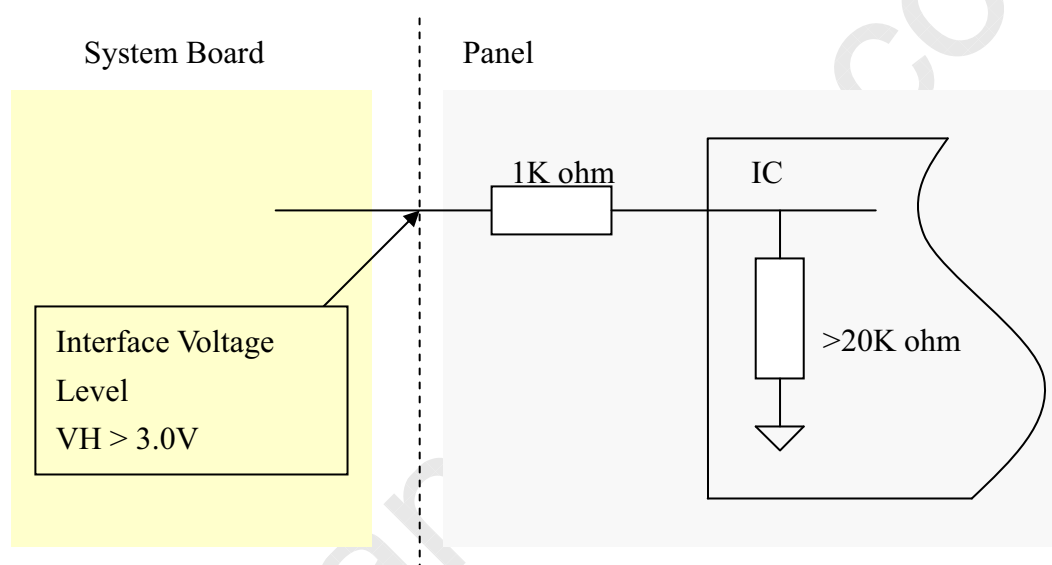 System Board
Panel
1K ohm
IC
>20K ohm
Interface Voltage
Level
VH > 3.0V